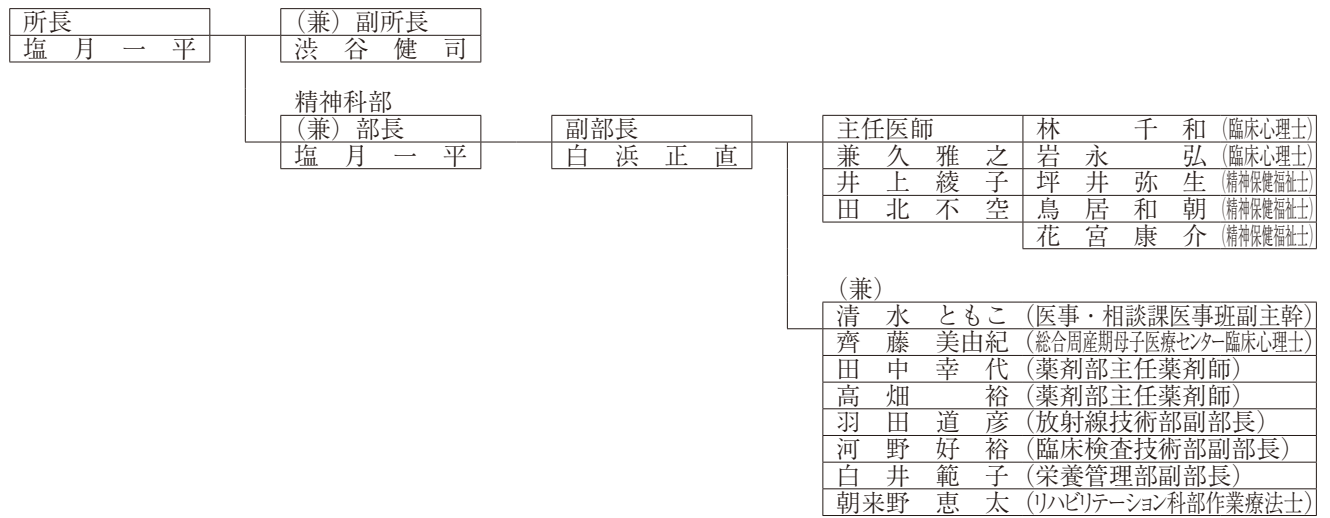 所長
塩月一平
（兼）副所長
渋谷健司
精神科部
（兼）部長
塩月一平
副部長
白浜正直
主任医師
兼久雅之
井上綾子
田北不空
林千和（臨床心理士）
岩永弘（臨床心理士）
坪井弥生（精神保健福祉士）
鳥居和朝（精神保健福祉士）
花宮康介（精神保健福祉士）
（兼）
清水ともこ（医事・相談課医事班副主幹）
齊藤美由紀（総合周産期母子医療センター臨床心理士）
田中幸代（薬剤部主任薬剤師）
高畑裕（薬剤部主任薬剤師）
羽田道彦（放射線技術部副部長）
河野好裕（臨床検査技術部副部長）
白井範子（栄養管理部副部長）
朝来野恵太（リハビリテーション科部作業療法士）